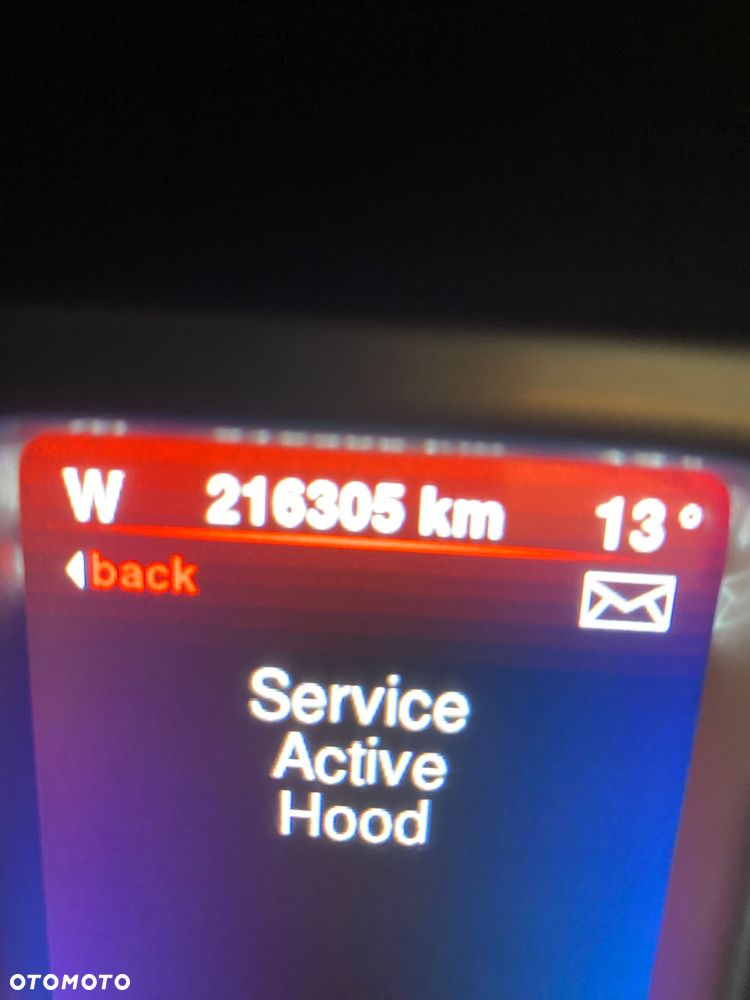 W 216305 km 13°
back
Service
Active
Hood
OTOMOTO